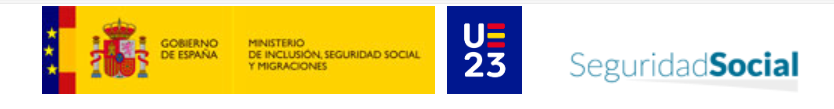 GOBIERNO
DE ESPAÑA
MINISTERIO
DE INCLUSIÓN, SEGURIDAD SOCIAL
Y MIGRACIONES
UE
23
SeguridadSocial